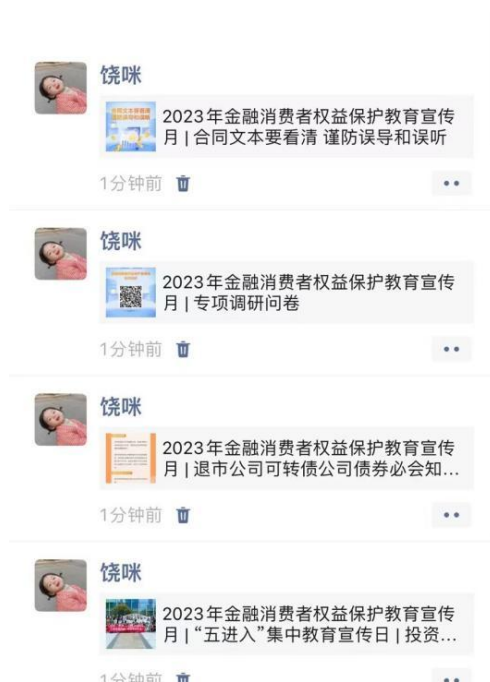 饶咪
2023年金融消费者权益保护教育宣传
月 | 合同文本要看清 谨防误导和误听
1分钟前
饶咪
2023年金融消费者权益保护教育宣传
月 | 专项调研问卷
1分钟前
饶咪
2023年金融消费者权益保护教育宣传
月 | 退市公司可转债公司债券必会知...
1分钟前
饶咪
2023年金融消费者权益保护教育宣传
月 | “五进入”集中教育宣传日 | 投资...
1分钟前